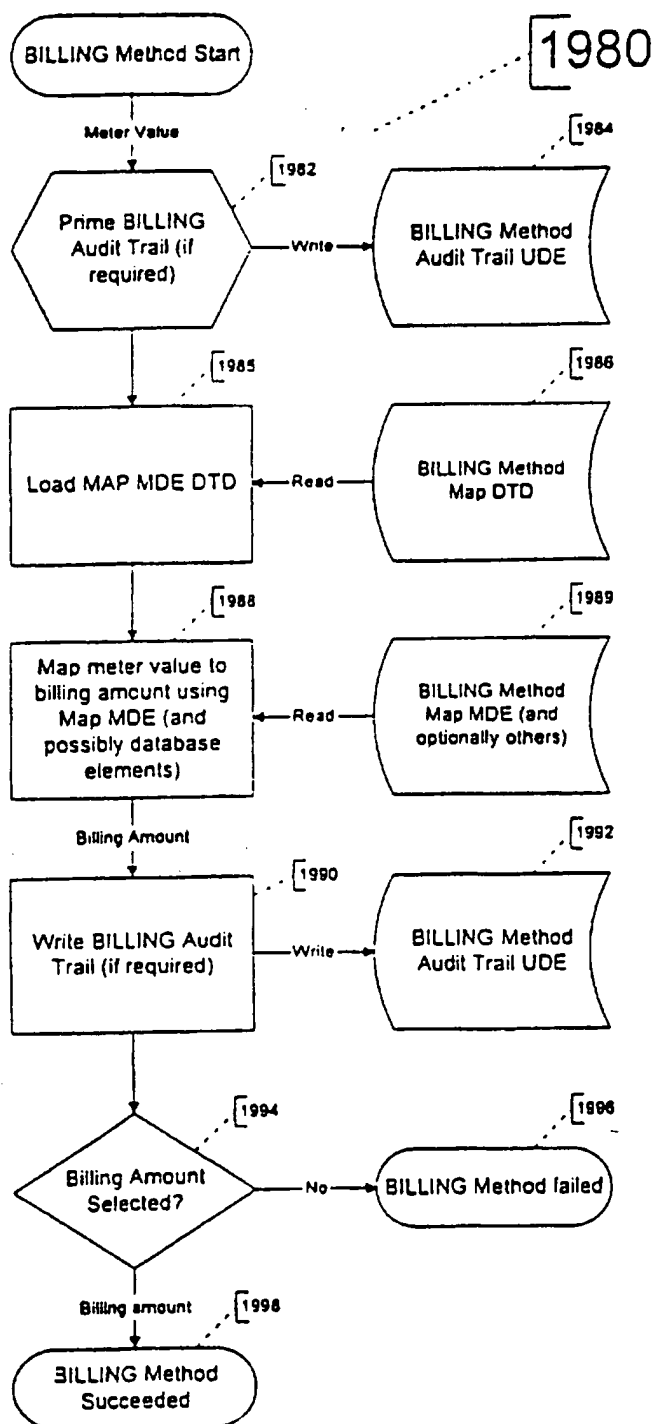 BILLING Method Start
1980
Meter Value
1982
1984
Prime BILLING
Audit Trail (if
required)
Write
BILLING Method
Audit Trail UDE
1985
1986
Load MAP MDE DTD
Read
BILLING Method
Map DTD
1988
1989
Map meter value to
billing amount using
Map MDE (and
possibly database
elements)
Read
BILLING Method
Map MDE (and
optionally others)
Billing Amount
1990
1992
Write BILLING Audit
Trail (if required)
Write
BILLING Method
Audit Trail UDE
1994
1996
Billing Amount
Selected?
No
BILLING Method failed
Billing amount
1998
BILLING Method
Succeeded